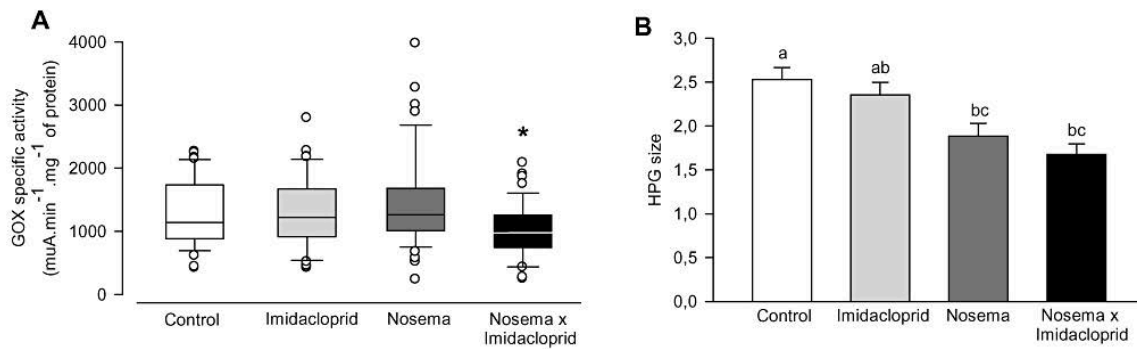 A
GOX specific activity
(muA.min-1.mg-1 of protein)
4000
3000
2000
1000
0
*
Control
Imidacloprid
Nosema
Nosema x
Imidacloprid
B
HPG size
3,0
2,5
2,0
1,5
1,0
0,5
0,0
a
ab
bc
bc
Control
Imidacloprid
Nosema
Nosema x
Imidacloprid